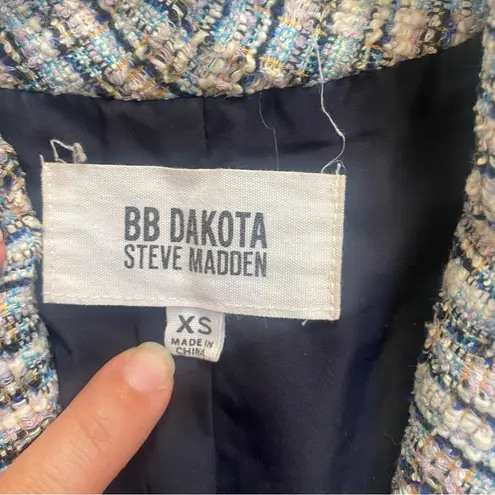 BB DAKOTA
STEVE MADDEN
XS
MADE IN
CHINA